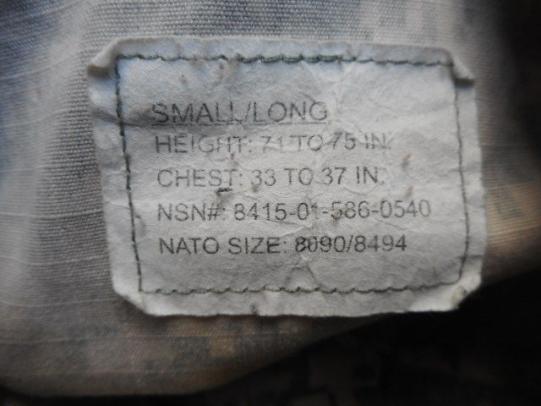 SMALL/LONG
HEIGHT: 71 TO 75 IN.
CHEST: 33 TO 37 IN.
NSN#: 8415-01-586-0540
NATO SIZE: 8090/8494